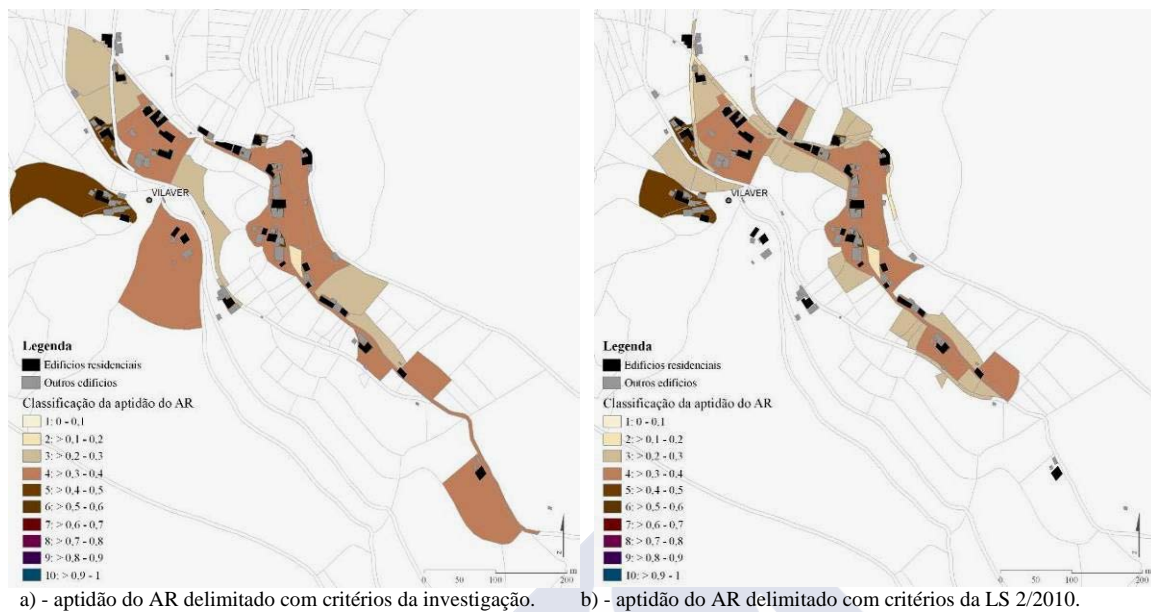 VILAVER
Legenda
Edifícios residenciais
Outros edifícios
Classificação da aptidão do AR
1: 0 - 0,1
2: > 0,1 - 0,2
3: > 0,2 - 0,3
4: > 0,3 - 0,4
5: > 0,4 - 0,5
6: > 0,5 - 0,6
7: > 0,6 - 0,7
8: > 0,7 - 0,8
9: > 0,8 - 0,9
10: > 0,9 - 1
0 50 100 200
m
VILAVER
Legenda
Edifícios residenciais
Outros edifícios
Classificação da aptidão do AR
1: 0 - 0,1
2: > 0,1 - 0,2
3: > 0,2 - 0,3
4: > 0,3 - 0,4
5: > 0,4 - 0,5
6: > 0,5 - 0,6
7: > 0,6 - 0,7
8: > 0,7 - 0,8
9: > 0,8 - 0,9
10: > 0,9 - 1
0 50 100 200
m
a) - aptidão do AR delimitado com critérios da investigação.
b) - aptidão do AR delimitado com critérios da LS 2/2010.